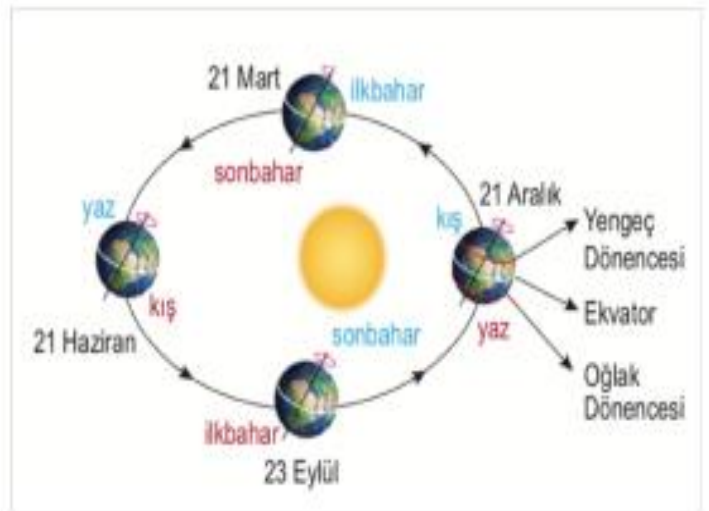 21 Mart
ilkbahar
sonbahar
yaz
kış
21 Haziran
kış
21 Aralık
yaz
Yengeç
Dönencesi
Ekvator
Oğlak
Dönencesi
sonbahar
ilkbahar
23 Eylül